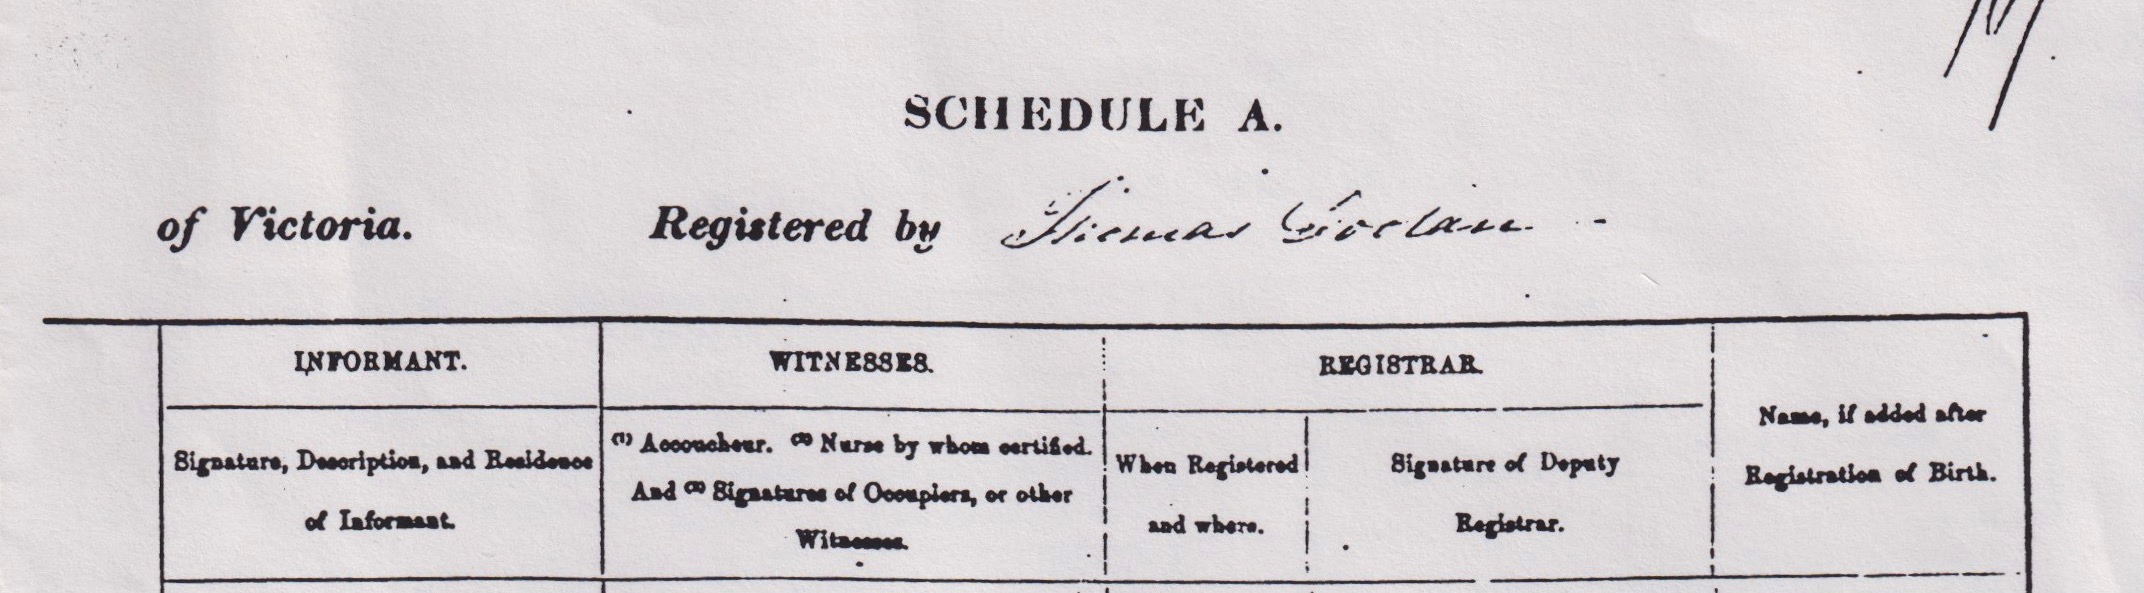 SCHEDULE A.
of Victoria. Registered by Thomas
INFORMANT.
WITNESSES.
REGISTRAR.
Name, if added after
Registration of Birth.
Signature, Description, and Residence
of Informant.
(1) Accoucheur. (2) Nurse by whom certified.
And (3) Signatures of Occupiers, or other
Witnesses.
When Registered
and where.
Signature of Deputy
Registrar.